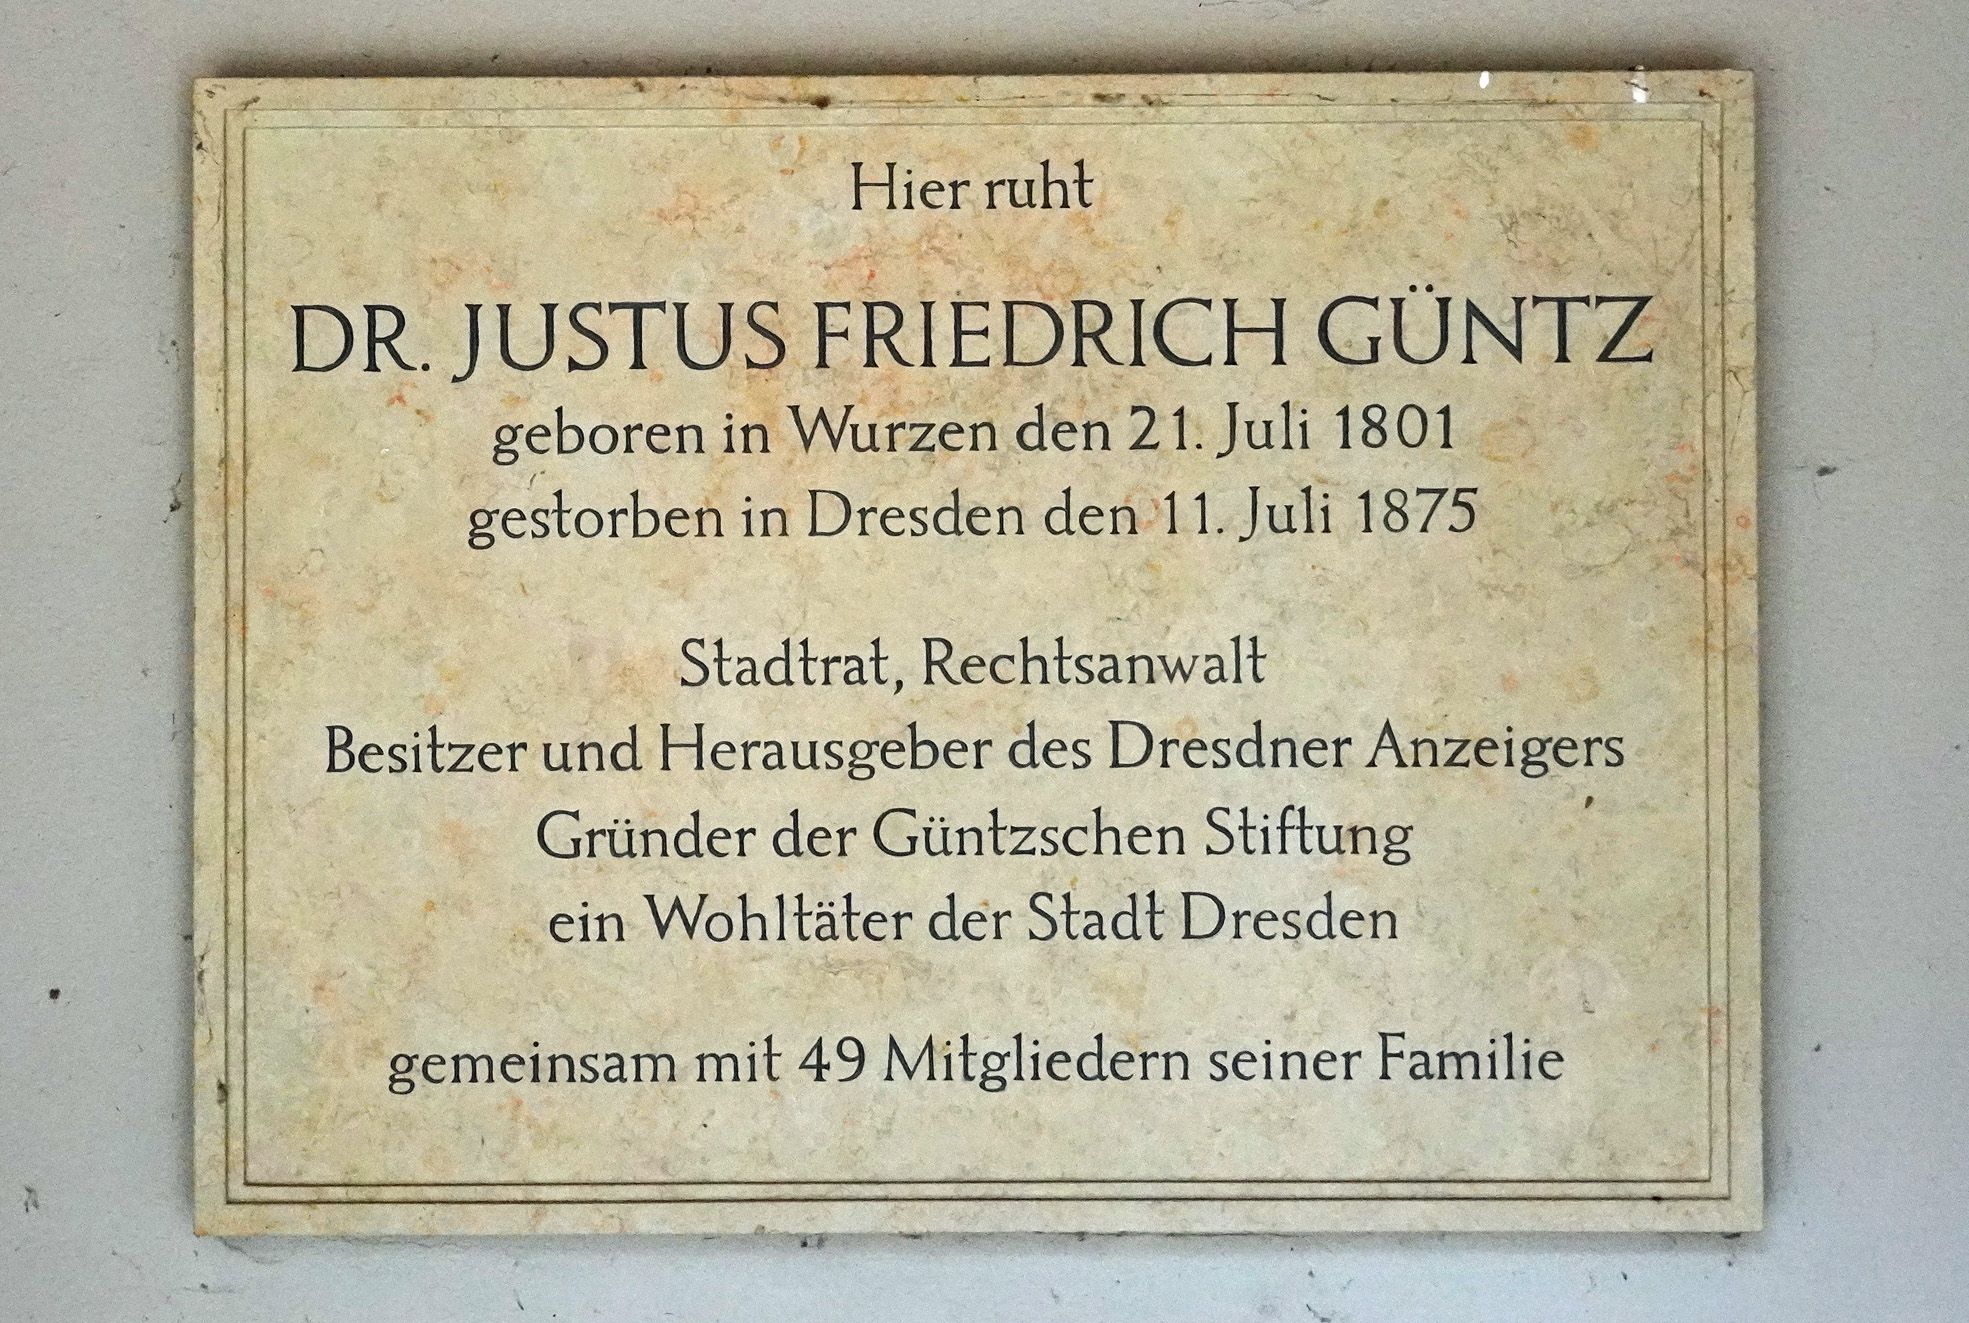 Hier ruht
DR. JUSTUS FRIEDRICH GÜNTZ
geboren in Wurzen den 21. Juli 1801
gestorben in Dresden den 11. Juli 1875
Stadtrat, Rechtsanwalt
Besitzer und Herausgeber des Dresdner Anzeigers
Gründer der Güntzschen Stiftung
ein Wohltäter der Stadt Dresden
gemeinsam mit 49 Mitgliedern seiner Familie